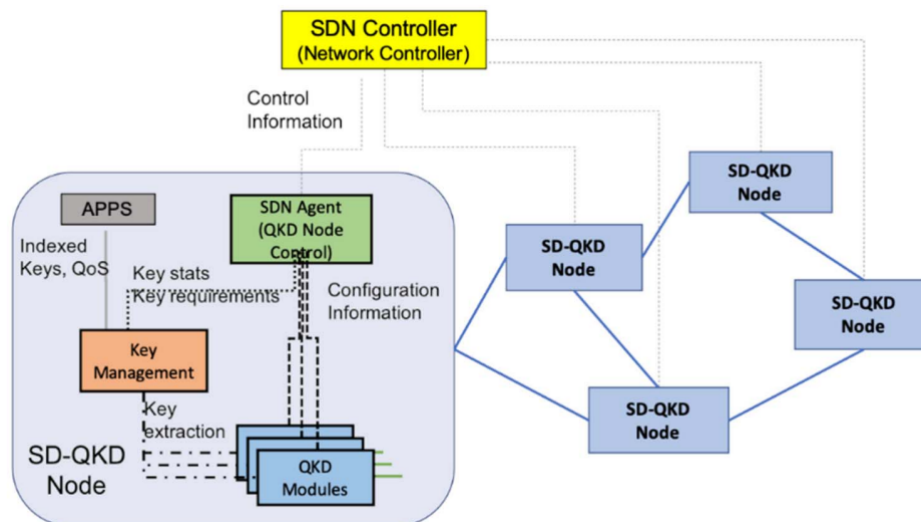 SDN Controller
(Network Controller)
Control
Information
SD-QKD
Node
APPS
SDN Agent
(QKD Node
Control)
SD-QKD
Node
Indexed
Keys, QoS
Key stats
Key requirements
Configuration
Information
SD-QKD
Node
Key
Management
SD-QKD
Node
Key
extraction
SD-QKD
Node
QKD
Modules